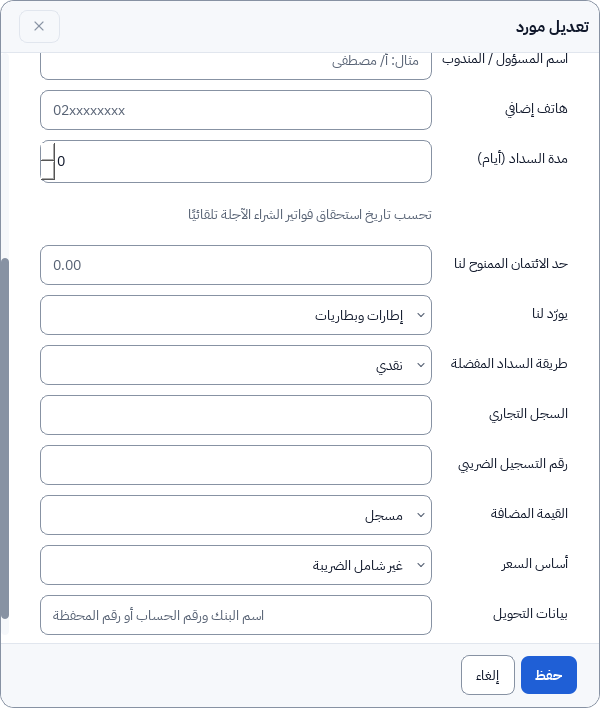 تعديل مورد
اسم المسؤول / المندوب
مثال: أ/ مصطفى
هاتف إضافي
02xxxxxxxx
مدة السداد (أيام)
0
تحسب تاريخ استحقاق فواتير الشراء الآجلة تلقائيًا
حد الائتمان الممنوح لنا
0.00
يورّد لنا
إطارات وبطاريات
طريقة السداد المفضلة
نقدي
السجل التجاري
رقم التسجيل الضريبي
القيمة المضافة
مسجل
أساس السعر
غير شامل الضريبة
بيانات التحويل
اسم البنك ورقم الحساب أو رقم المحفظة
حفظ
إلغاء